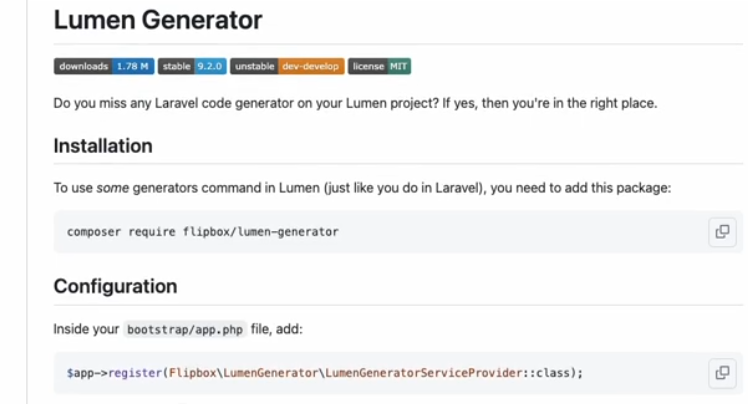 Lumen Generator
downloads 1.78 M stable 9.2.0 unstable dev-develop license MIT
Do you miss any Laravel code generator on your Lumen project? If yes, then you're in the right place.
Installation
To use some generators command in Lumen (just like you do in Laravel), you need to add this package:
composer require flipbox/lumen-generator
Configuration
Inside your bootstrap/app.php file, add:
$app->register(Flipbox\LumenGenerator\LumenGeneratorServiceProvider::class);